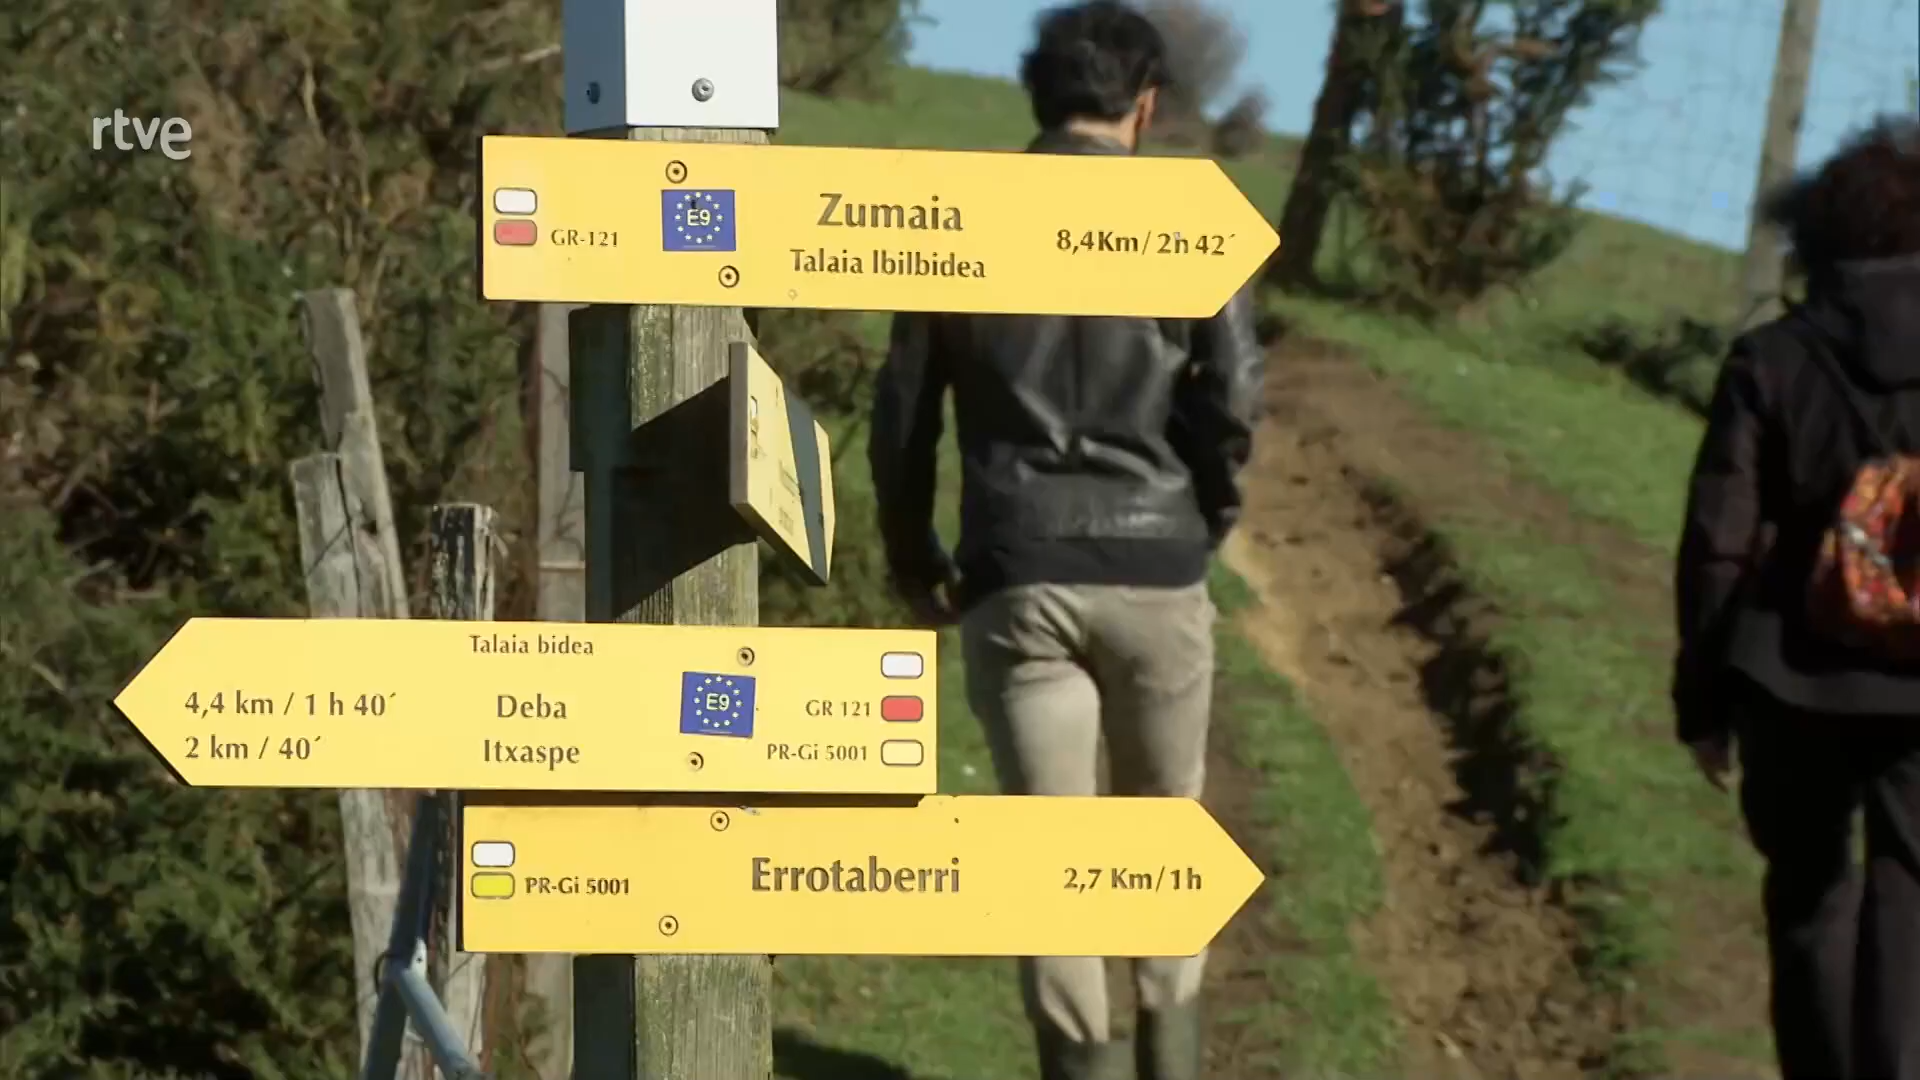 rtve
GR-121
E9
Zumaia
Talaia Ibilbidea
8,4Km/2h 42´
Talaia bidea
4,4 km / 1 h 40´ Deba
2 km / 40´ Itxaspe
E9
GR 121
PR-Gi 5001
PR-Gi 5001
Errotaberri
2,7 Km/1h